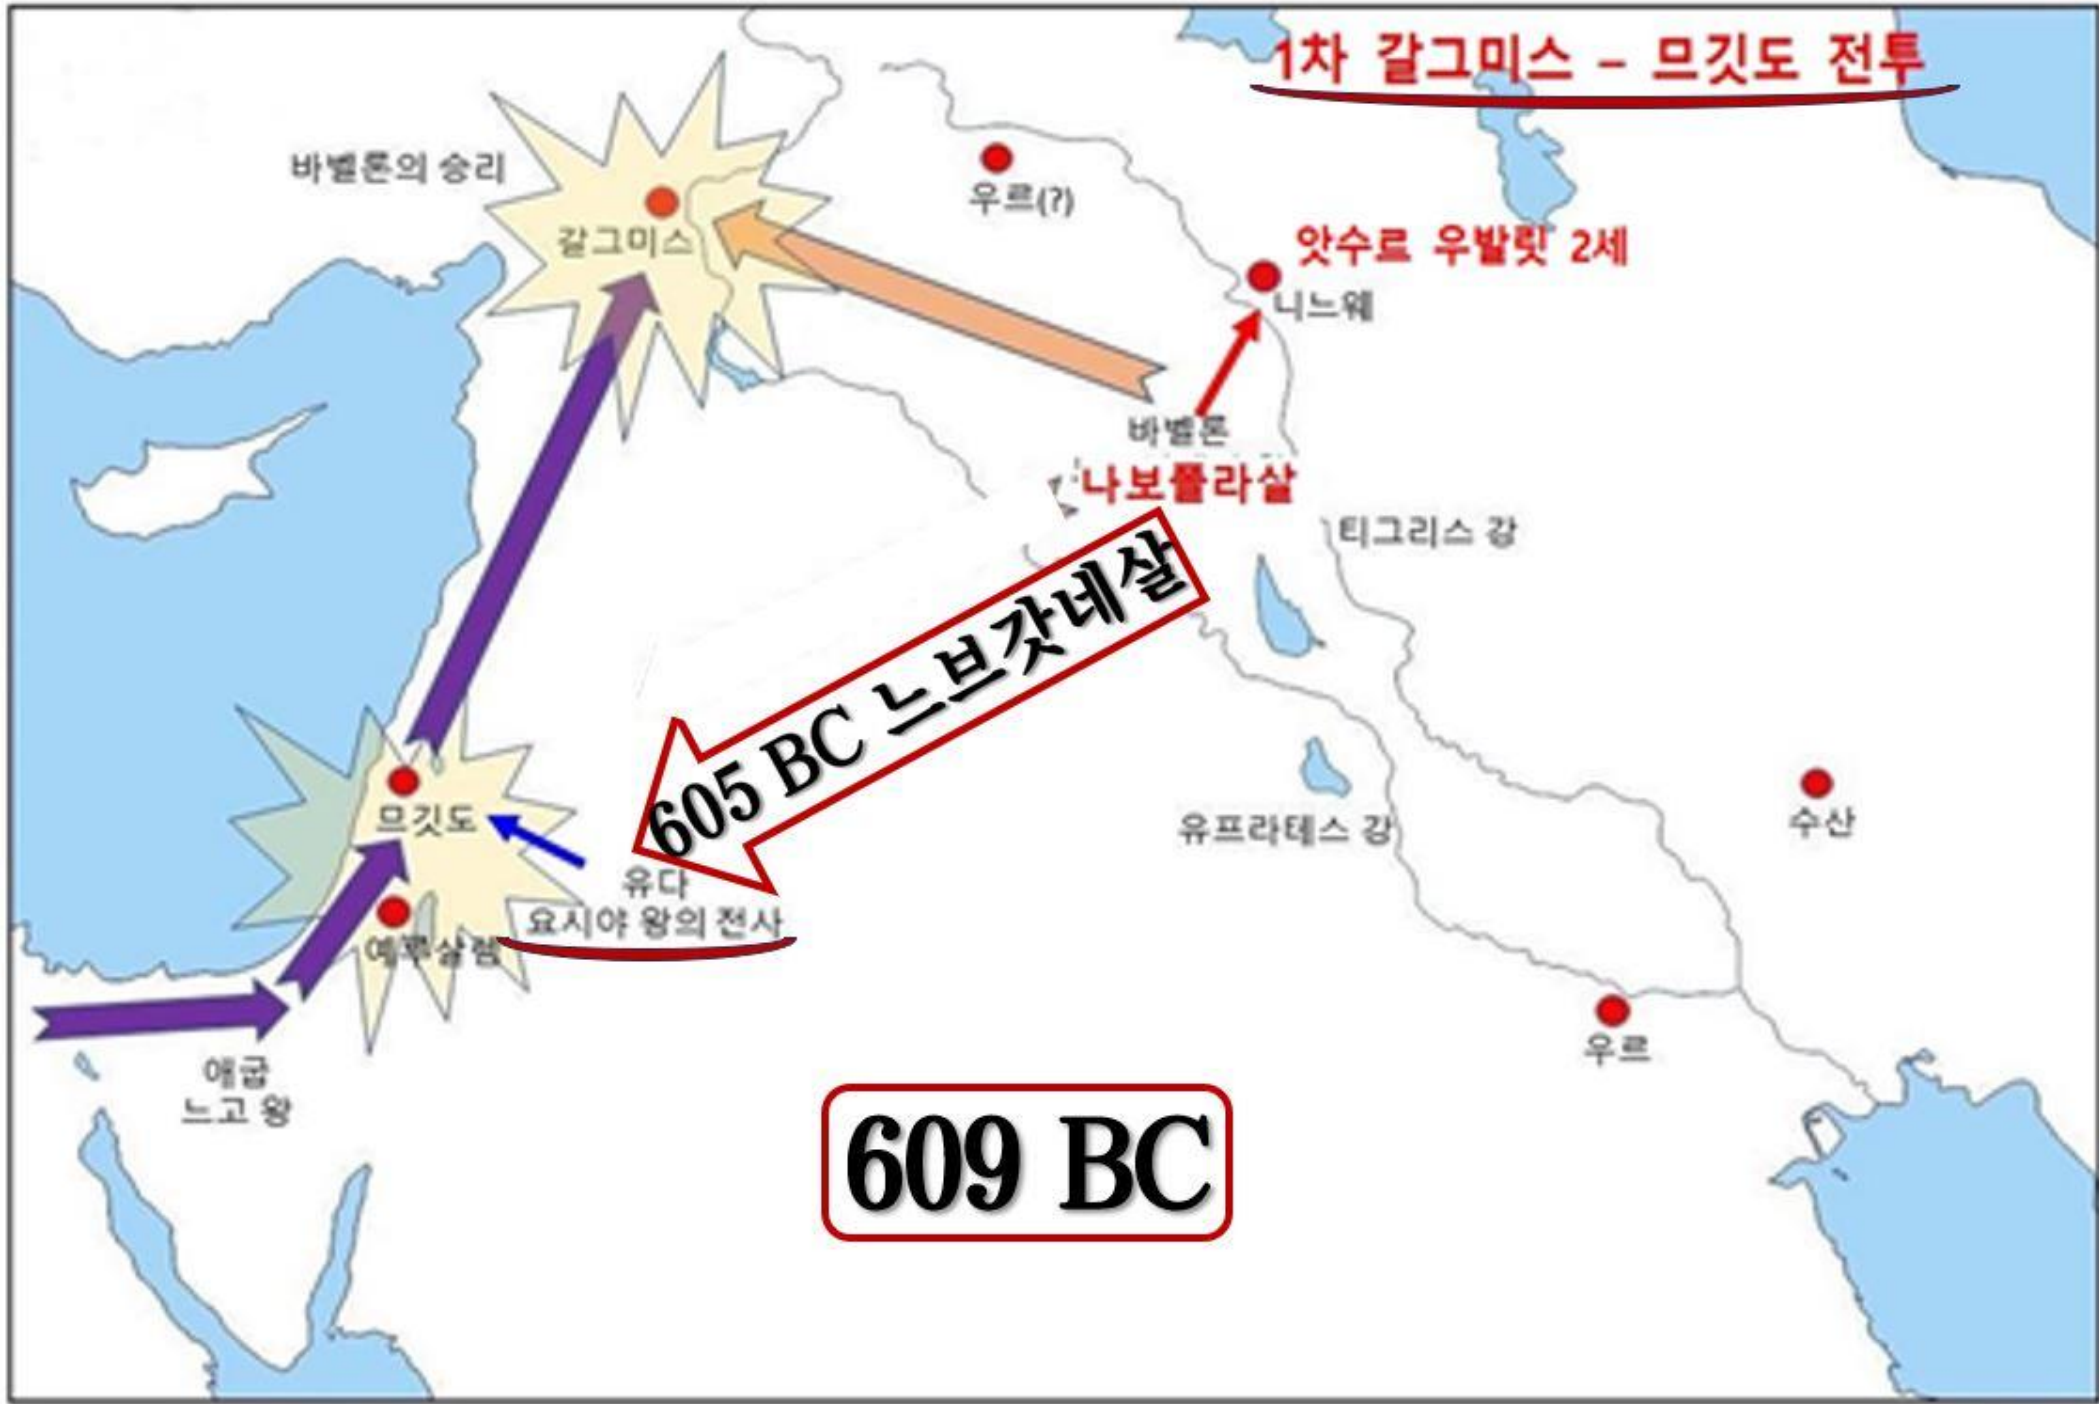 1차 갈그미스 – 므깃도 전투
바벨론의 승리
갈그미스
우르(?)
앗수르 우발릿 2세
니느웨
바벨론
나보폴라살
티그리스 강
605 BC 느브갓네살
므깃도
유다
요시야 왕의 전사
예루살렘
유프라테스 강
수산
우르
애굽
느고 왕
609 BC